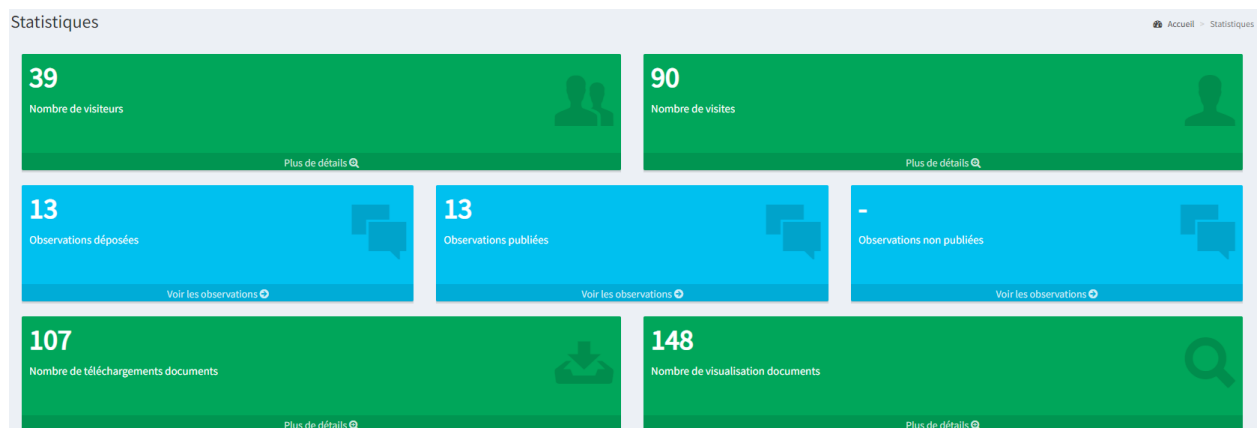 Statistiques
Accueil > Statistiques
39
Nombre de visiteurs
Plus de détails
90
Nombre de visites
Plus de détails
13
Observations déposées
Voir les observations
13
Observations publiées
Voir les observations
-
Observations non publiées
Voir les observations
107
Nombre de téléchargements documents
Plus de détails
148
Nombre de visualisation documents
Plus de détails